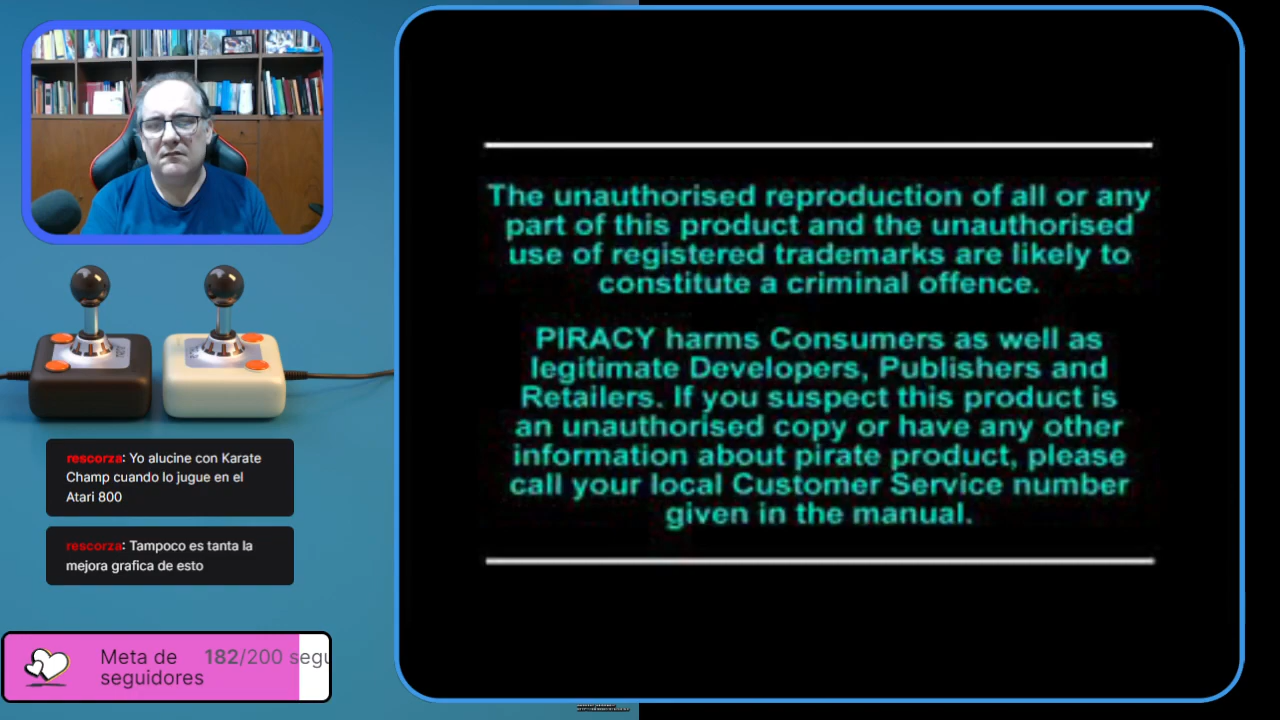 The unauthorised reproduction of all or any
part of this product and the unauthorised
use of registered trademarks are likely to
constitute a criminal offence.
PIRACY harms Consumers as well as
legitimate Developers, Publishers and
Retailers. If you suspect this product is
an unauthorised copy or have any other
information about pirate product, please
call your local Customer Service number
given in the manual.
rescorza: Yo alucine con Karate
Champ cuando lo jugue en el
Atari 800
rescorza: Tampoco es tanta la
mejora grafica de esto
Meta de
seguidores
182/200 segu